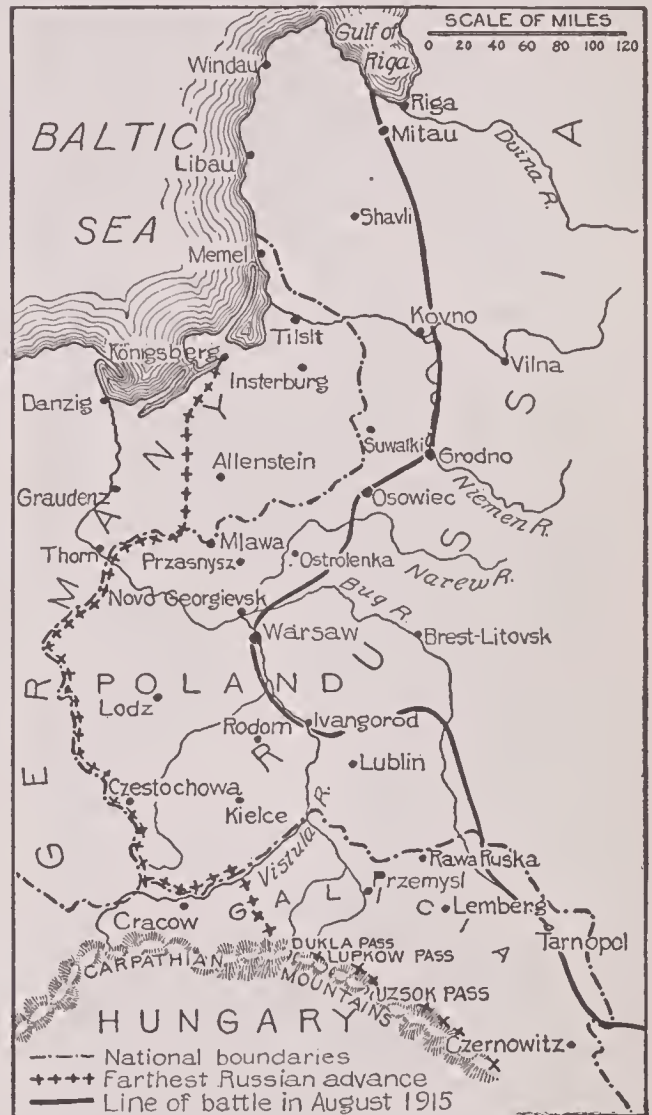 SCALE OF MILES
0 20 40 60 80 100 120
Gulf of
Riga
Windau
Riga
Mitau
BALTIC
Libau
Duina R.
SEA
Shavli
Memel
Tilsit
Kovno
Königsberg
Insterburg
Vilna
Danzig
Suwalki
Allenstein
Grodno
Graudenz
Osowiec
Niemen R.
Thorn
Mlawa
Przasnysz
Ostrolenka
Narew R.
Novo Georgievsk
Bug R.
Warsaw
Brest-Litovsk
POLAND
Lodz
Rodom
Ivangorod
Lublin
Czestochowa
Kielce
Vistula R.
Rawa Ruska
Przemysl
Lemberg
Cracow
Tarnopol
GERMANY
RUSSIA
GALICIA
DUKLA PASS
LUPKOW PASS
CARPATHIAN
MOUNTAINS
UZSOK PASS
HUNGARY
Czernowitz
National boundaries
Farthest Russian advance
Line of battle in August 1915